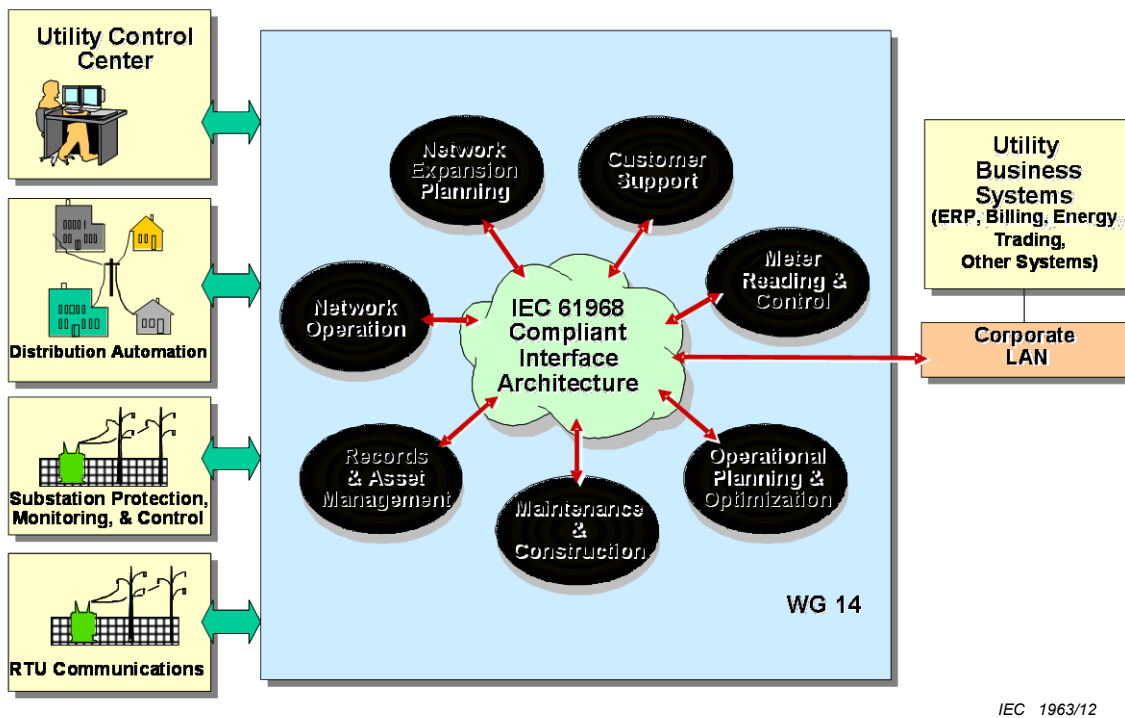 Utility Control
Center
Distribution Automation
Substation Protection,
Monitoring, & Control
RTU Communications
Network
Expansion
Planning
Customer
Support
Meter
Reading &
Control
Network
Operation
IEC 61968
Compliant
Interface
Architecture
Records
& Asset
Management
Maintenance
&
Construction
Operational
Planning &
Optimization
WG 14
Utility
Business
Systems
(ERP, Billing, Energy
Trading,
Other Systems)
Corporate
LAN
IEC 1963/12